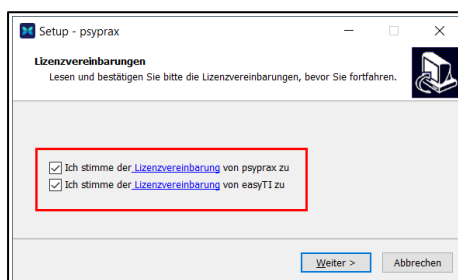 Setup - psyprax
Lizenzvereinbarungen
Lesen und bestätigen Sie bitte die Lizenzvereinbarungen, bevor Sie fortfahren.
Ich stimme der Lizenzvereinbarung von psyprax zu
Ich stimme der Lizenzvereinbarung von easyTI zu
Weiter > Abbrechen